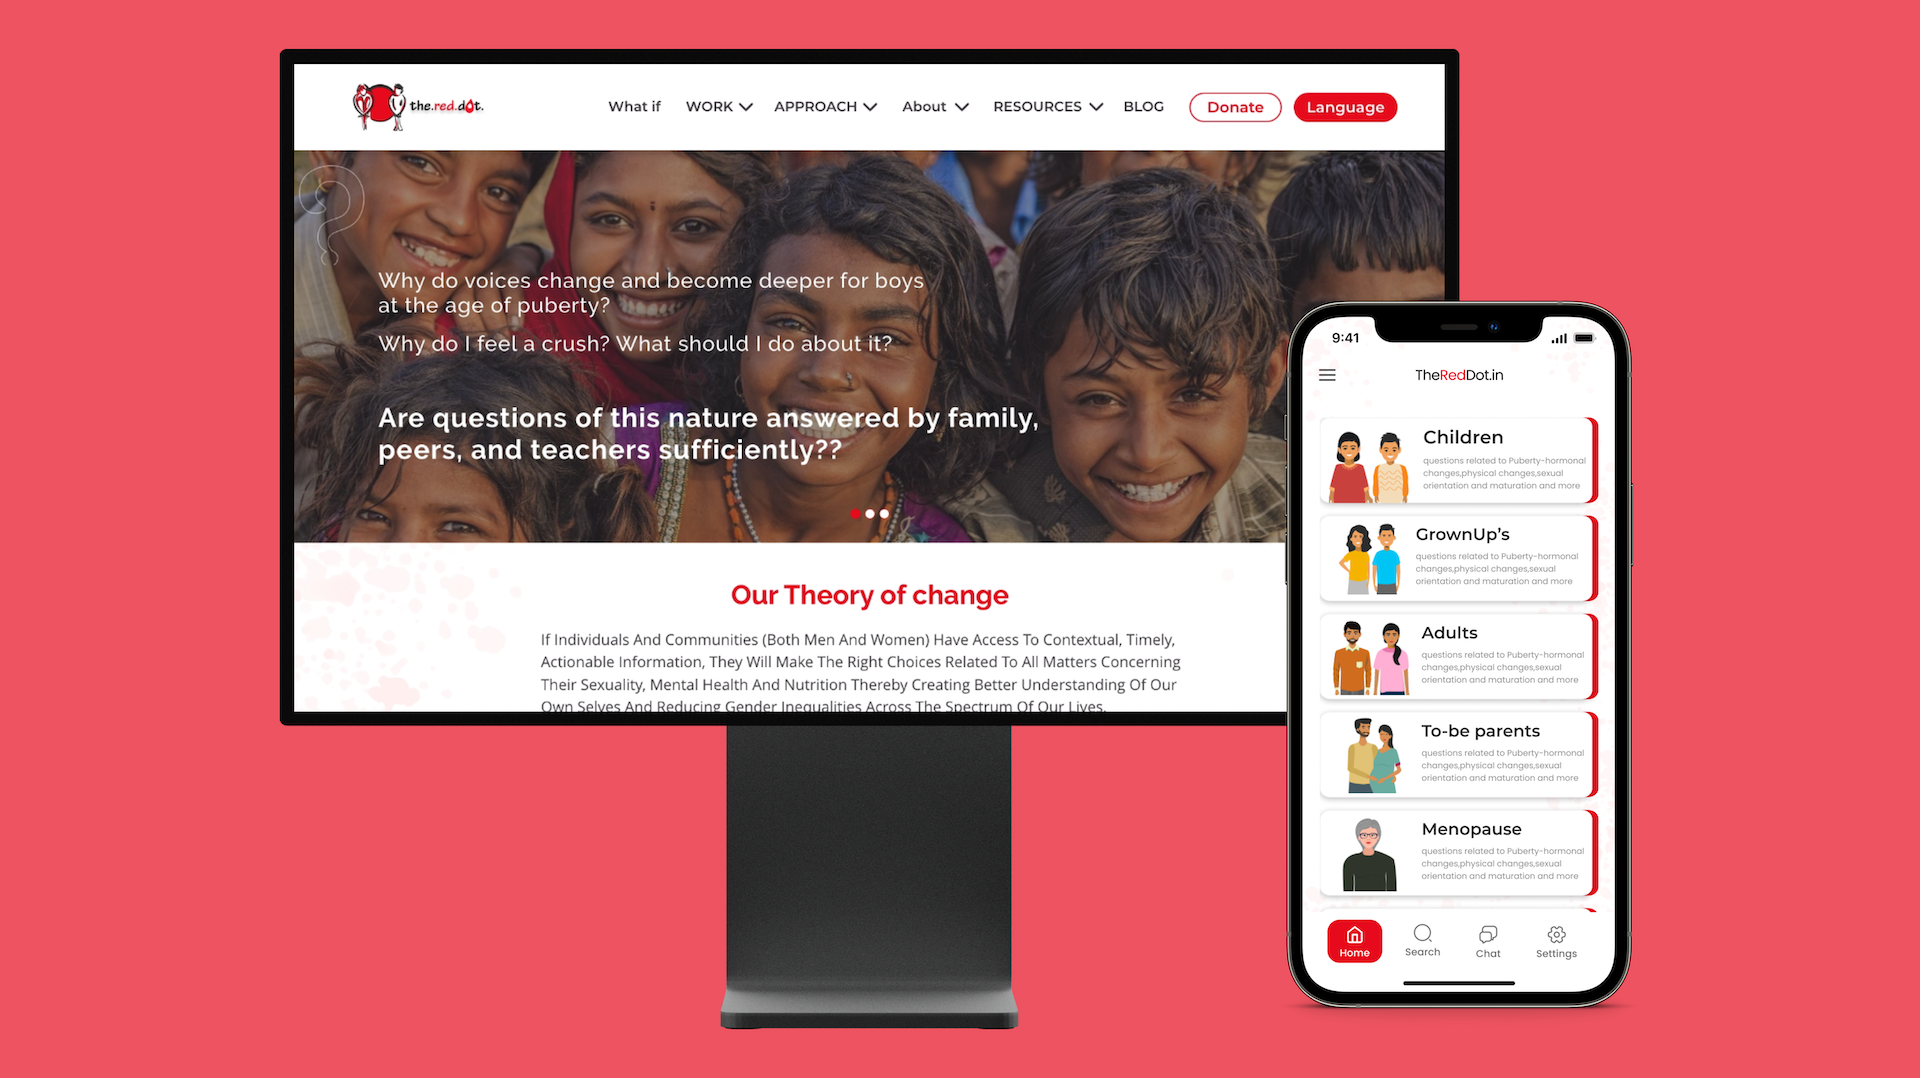 the.red.dot.
What if
WORK
APPROACH
About
RESOURCES
BLOG
Donate
Language
Why do voices change and become deeper for boys
at the age of puberty?
Why do I feel a crush? What should I do about it?
Are questions of this nature answered by family,
peers, and teachers sufficiently??
Our Theory of change
If Individuals And Communities (Both Men And Women) Have Access To Contextual, Timely,
Actionable Information, They Will Make The Right Choices Related To All Matters Concerning
Their Sexuality, Mental Health And Nutrition Thereby Creating Better Understanding Of Our
Own Selves And Reducing Gender Inequalities Across The Spectrum Of Our Lives.
9:41
TheRedDot.in
Children
questions related to Puberty-hormonal
changes,physical changes,sexual
orientation and maturation and more
GrownUp's
questions related to Puberty-hormonal
changes,physical changes,sexual
orientation and maturation and more
Adults
questions related to Puberty-hormonal
changes,physical changes,sexual
orientation and maturation and more
To-be parents
questions related to Puberty-hormonal
changes,physical changes,sexual
orientation and maturation and more
Menopause
questions related to Puberty-hormonal
changes,physical changes,sexual
orientation and maturation and more
Home
Search
Chat
Settings